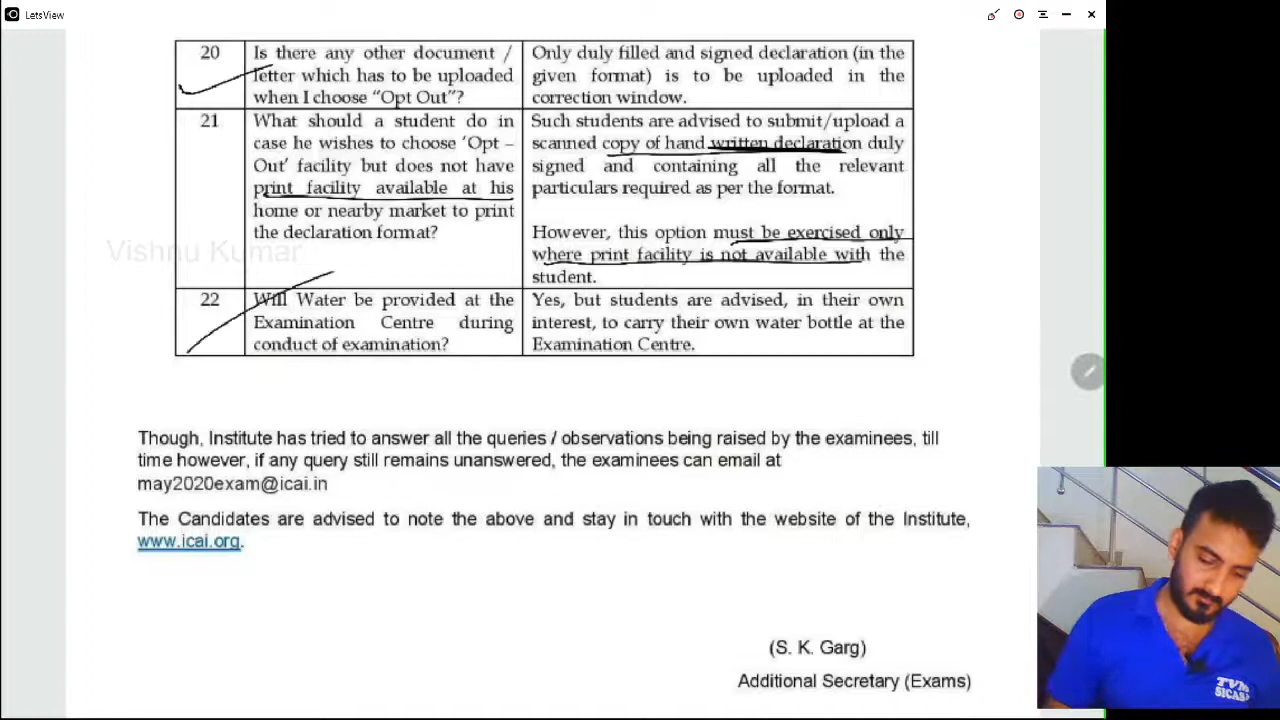 LetsView
20
Is there any other document /
letter which has to be uploaded
when I choose “Opt Out”?
Only duly filled and signed declaration (in the
given format) is to be uploaded in the
correction window.
21
What should a student do in
case he wishes to choose ‘Opt –
Out’ facility but does not have
print facility available at his
home or nearby market to print
the declaration format?
Such students are advised to submit/upload a
scanned copy of hand written declaration duly
signed and containing all the relevant
particulars required as per the format.
However, this option must be exercised only
where print facility is not available with the
student.
Vishnu Kumar
22
Will Water be provided at the
Examination Centre during
conduct of examination?
Yes, but students are advised, in their own
interest, to carry their own water bottle at the
Examination Centre.
Though, Institute has tried to answer all the queries / observations being raised by the examinees, till
time however, if any query still remains unanswered, the examinees can email at
may2020exam@icai.in
The Candidates are advised to note the above and stay in touch with the website of the Institute,
www.icai.org.
(S. K. Garg)
Additional Secretary (Exams)
TVM
SICASA